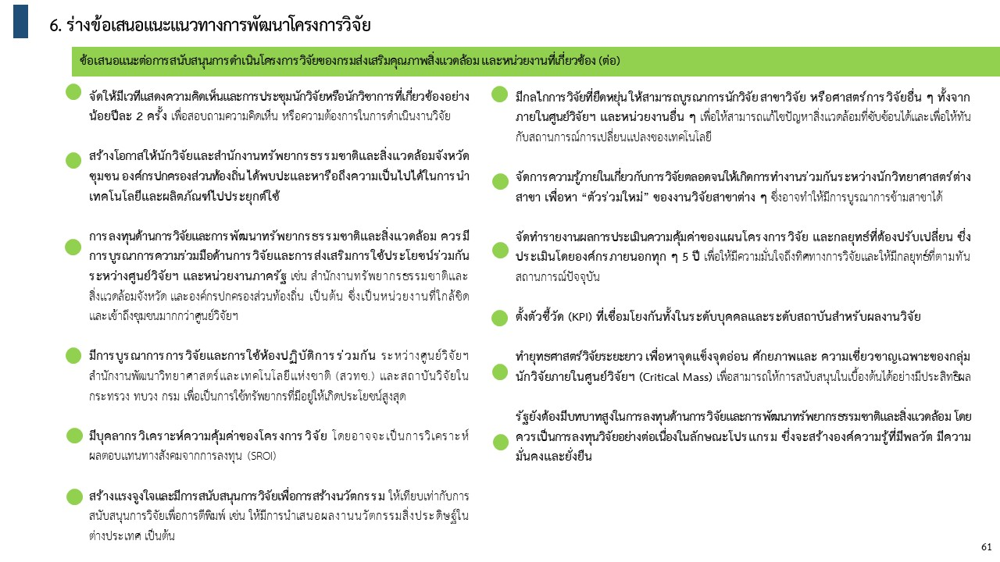 6. ร่างข้อเสนอแนะแนวทางการพัฒนาโครงการวิจัย
ข้อเสนอแนะต่อการสนับสนุนการดำเนินโครงการวิจัยของกรมส่งเสริมคุณภาพสิ่งแวดล้อม และหน่วยงานที่เกี่ยวข้อง (ต่อ)
จัดให้มีเวทีแสดงความคิดเห็นและการประชุมนักวิจัยหรือนักวิชาการที่เกี่ยวข้องอย่าง
น้อยปีละ 2 ครั้ง เพื่อสอบถามความคิดเห็น หรือความต้องการในการดำเนินงานวิจัย
สร้างโอกาสให้นักวิจัยและสำนักงานทรัพยากรธรรมชาติและสิ่งแวดล้อมจังหวัด
ชุมชน องค์กรปกครองส่วนท้องถิ่น ได้พบปะและหารือถึงความเป็นไปได้ในการนำ
เทคโนโลยีและผลิตภัณฑ์ไปประยุกต์ใช้
การลงทุนด้านการวิจัยและการพัฒนาทรัพยากรธรรมชาติและสิ่งแวดล้อม ควรมี
การบูรณาการความร่วมมือด้านการวิจัยและการส่งเสริมการใช้ประโยชน์ร่วมกัน
ระหว่างศูนย์วิจัยฯ และหน่วยงานภาครัฐ เช่น สำนักงานทรัพยากรธรรมชาติและ
สิ่งแวดล้อมจังหวัด และองค์กรปกครองส่วนท้องถิ่น เป็นต้น ซึ่งเป็นหน่วยงานที่ใกล้ชิด
และเข้าถึงชุมชนมากกว่าศูนย์วิจัยฯ
มีการบูรณาการการวิจัยและการใช้ห้องปฏิบัติการร่วมกัน ระหว่างศูนย์วิจัยฯ
สำนักงานพัฒนาวิทยาศาสตร์และเทคโนโลยีแห่งชาติ (สวทช.) และสถาบันวิจัยใน
กระทรวง ทบวง กรม เพื่อเป็นการใช้ทรัพยากรที่มีอยู่ให้เกิดประโยชน์สูงสุด
มีบุคลากรวิเคราะห์ความคุ้มค่าของโครงการวิจัย โดยอาจจะเป็นการวิเคราะห์
ผลตอบแทนทางสังคมจากการลงทุน (SROI)
สร้างแรงจูงใจและมีการสนับสนุนการวิจัยเพื่อการสร้างนวัตกรรม ให้เทียบเท่ากับการ
สนับสนุนการวิจัยเพื่อการตีพิมพ์ เช่น ให้มีการนำเสนอผลงานนวัตกรรมสิ่งประดิษฐ์ใน
ต่างประเทศ เป็นต้น
มีกลไกการวิจัยที่ยืดหยุ่น ให้สามารถบูรณาการนักวิจัย สาขาวิจัย หรือศาสตร์การวิจัยอื่น ๆ ทั้งจาก
ภายในศูนย์วิจัยฯ และหน่วยงานอื่น ๆ เพื่อให้สามารถแก้ไขปัญหาสิ่งแวดล้อมที่ซับซ้อนได้และเพื่อให้ทัน
กับสถานการณ์การเปลี่ยนแปลงของเทคโนโลยี
จัดการความรู้ภายในเกี่ยวกับการวิจัยตลอดจนให้เกิดการทำงานร่วมกันระหว่างนักวิทยาศาสตร์ต่าง
สาขา เพื่อหา “ตัวร่วมใหม่” ของงานวิจัยสาขาต่าง ๆ ซึ่งอาจทำให้มีการบูรณาการข้ามสาขาได้
จัดทำรายงานผลการประเมินความคุ้มค่าของแผนโครงการวิจัย และกลยุทธ์ที่ต้องปรับเปลี่ยน ซึ่ง
ประเมินโดยองค์กรภายนอกทุก ๆ 5 ปี เพื่อให้มีความมั่นใจถึงทิศทางการวิจัยและให้มีกลยุทธ์ที่ตามทัน
สถานการณ์ปัจจุบัน
ตั้งตัวชี้วัด (KPI) ที่เชื่อมโยงกันทั้งในระดับบุคคลและระดับสถาบันสำหรับผลงานวิจัย
ทำยุทธศาสตร์วิจัยระยะยาว เพื่อหาจุดแข็งจุดอ่อน ศักยภาพและ ความเชี่ยวชาญเฉพาะของกลุ่ม
นักวิจัยภายในศูนย์วิจัยฯ (Critical Mass) เพื่อสามารถให้การสนับสนุนในเบื้องต้นได้อย่างมีประสิทธิผล
รัฐยังต้องมีบทบาทสูงในการลงทุนด้านการวิจัยและการพัฒนาทรัพยากรธรรมชาติและสิ่งแวดล้อม โดย
ควรเป็นการลงทุนวิจัยอย่างต่อเนื่องในลักษณะโปรแกรม ซึ่งจะสร้างองค์ความรู้ที่มีพลวัต มีความ
มั่นคงและยั่งยืน
61